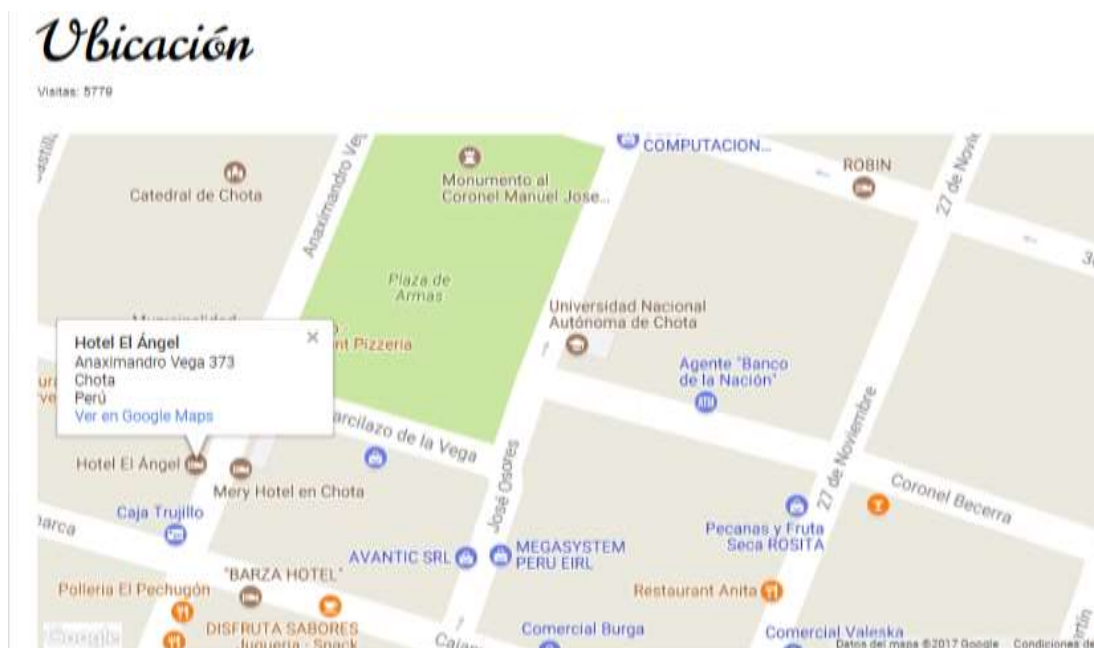 Ubicación
Visitas: 5779
Anaximandro
COMPUTACION...
ROBIN
27 de
Catedral de Chota
Monumento al
Coronel Manuel Jose...
Plaza de
Armas
Universidad Nacional
Autónoma de Chota
Hotel El Ángel
Anaximandro Vega 373
Chota
Perú
Ver en Google Maps
Pizzeria
Agente "Banco
de la Nación"
de la Vega
José Osores
27 de Noviembre
Coronel Becerra
Hotel El Ángel
Mery Hotel en Chota
Caja Trujillo
AVANTIC SRL
MEGASYSTEM
PERU EIRL
Pecanas y Fruta
Seca ROSITA
"BARZA HOTEL"
Polleria El Pechugón
Restaurant Anita
DISFRUTA SABORES
Juguería - Snack
Comercial Burga
Comercial Valeska
Google
Datos del mapa ©2017 Google
Condiciones de